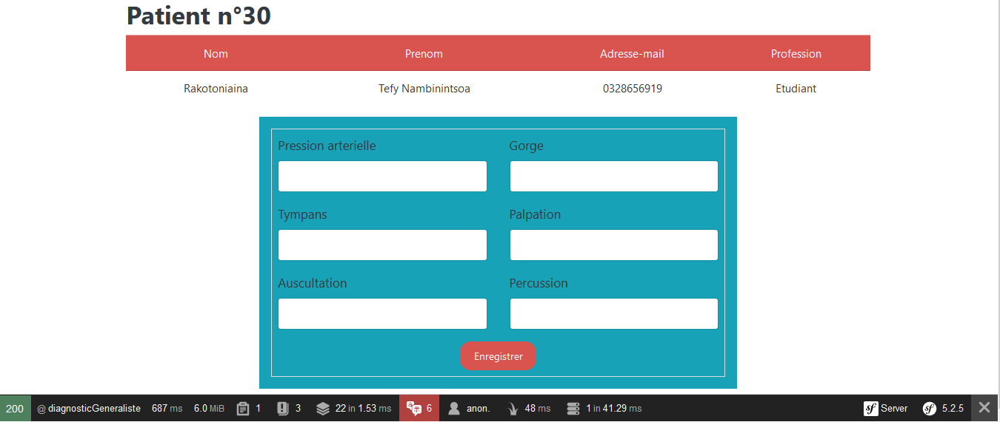 Patient n°30
Nom Prenom Adresse-mail Profession
Rakotoniaina Tefy Nambinintsoa 0328656919 Etudiant
Pression arterielle Gorge
Tympans Palpation
Auscultation Percussion
Enregistrer
200 @ diagnosticGeneraliste 687 ms 6.0 MiB 1 3 22 in 1.53 ms 6 anon. 48 ms 1 in 41.29 ms Server 5.2.5